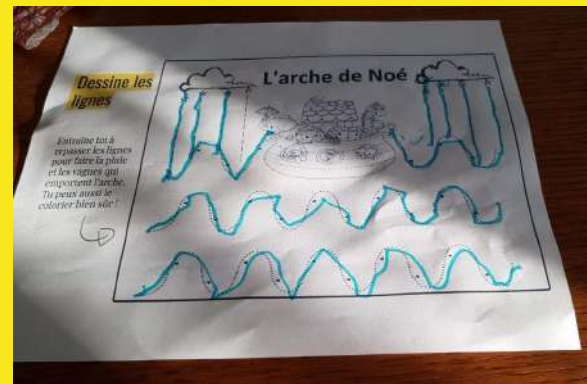 Dessine les
lignes
L'arche de Noé
Entraîne toi à
repasser les lignes
pour faire la pluie
et les vagues qui
emportent l'arche.
Tu peux aussi le
colorier bien sûr !